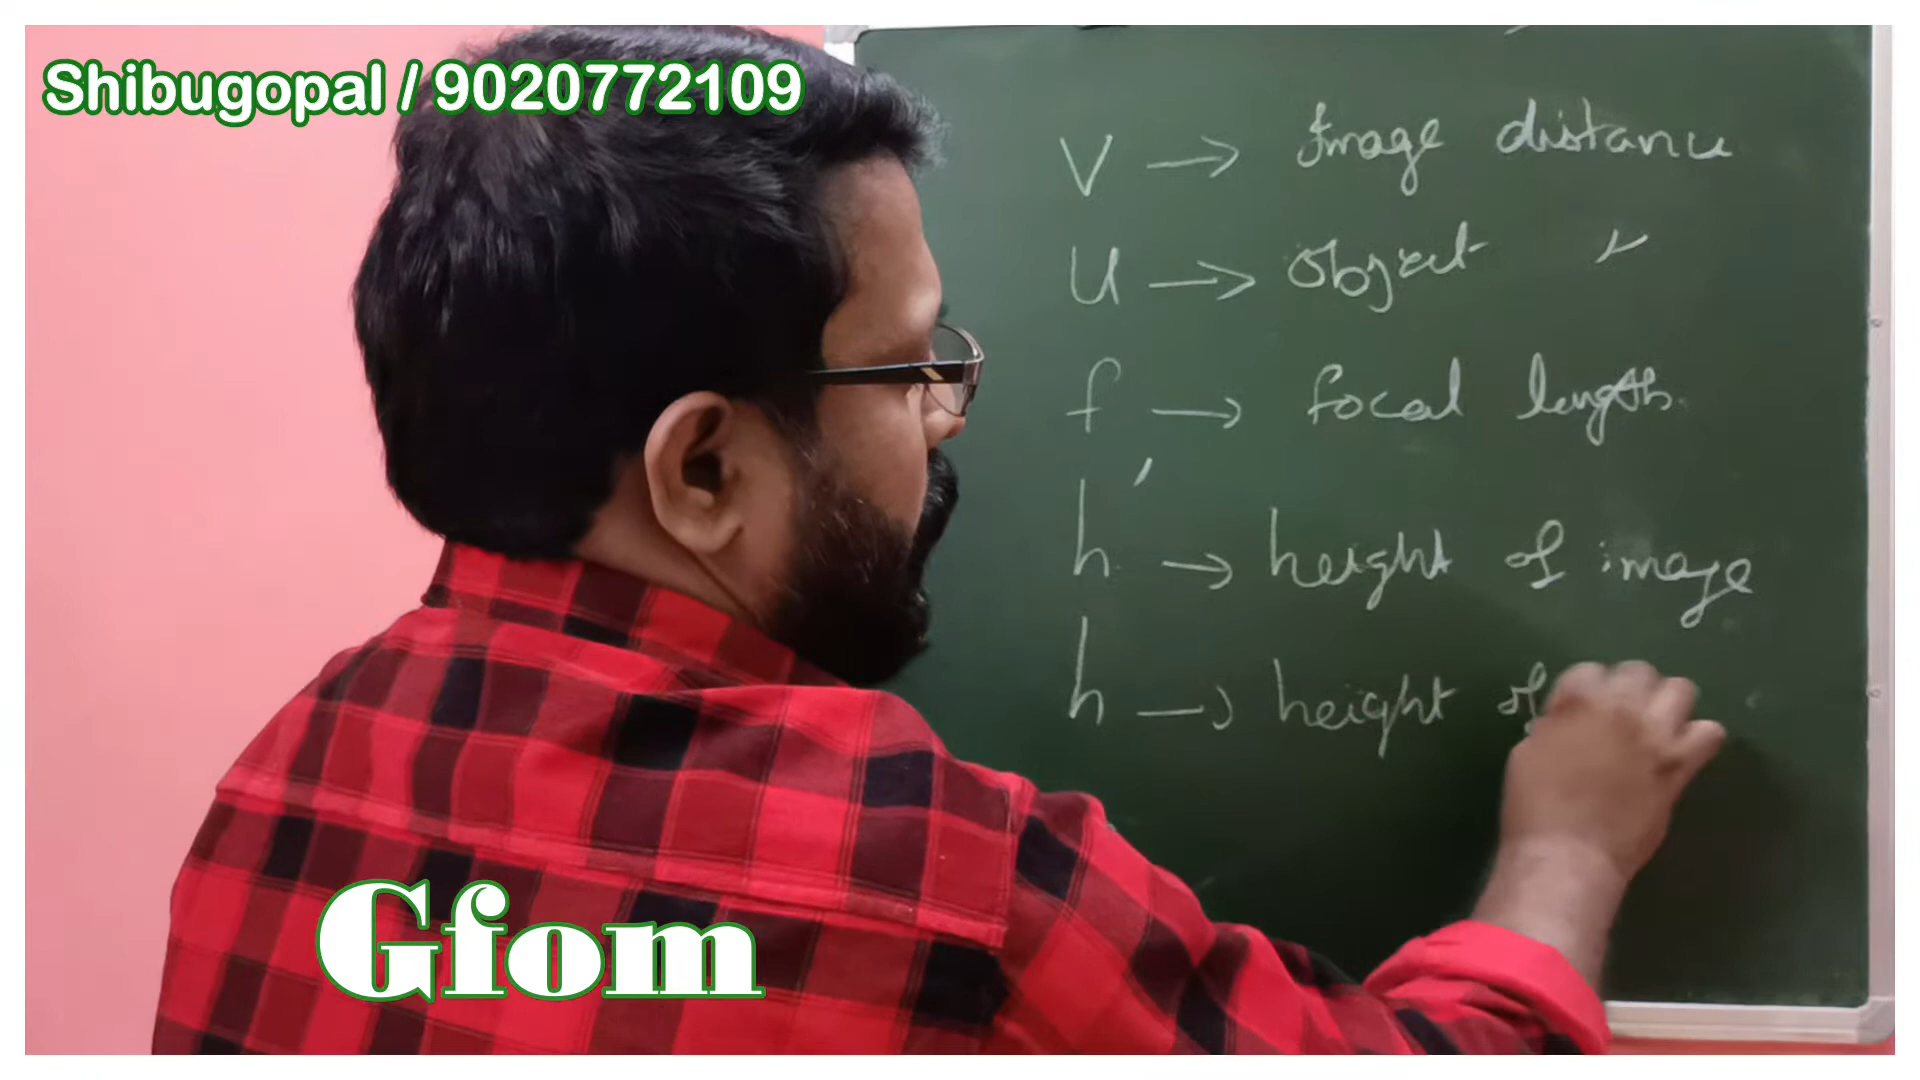 Shibugopal / 9020772109
V → Image distance
U → Object 〃
f → focal length
h' → height of image
h → height of
Gfom